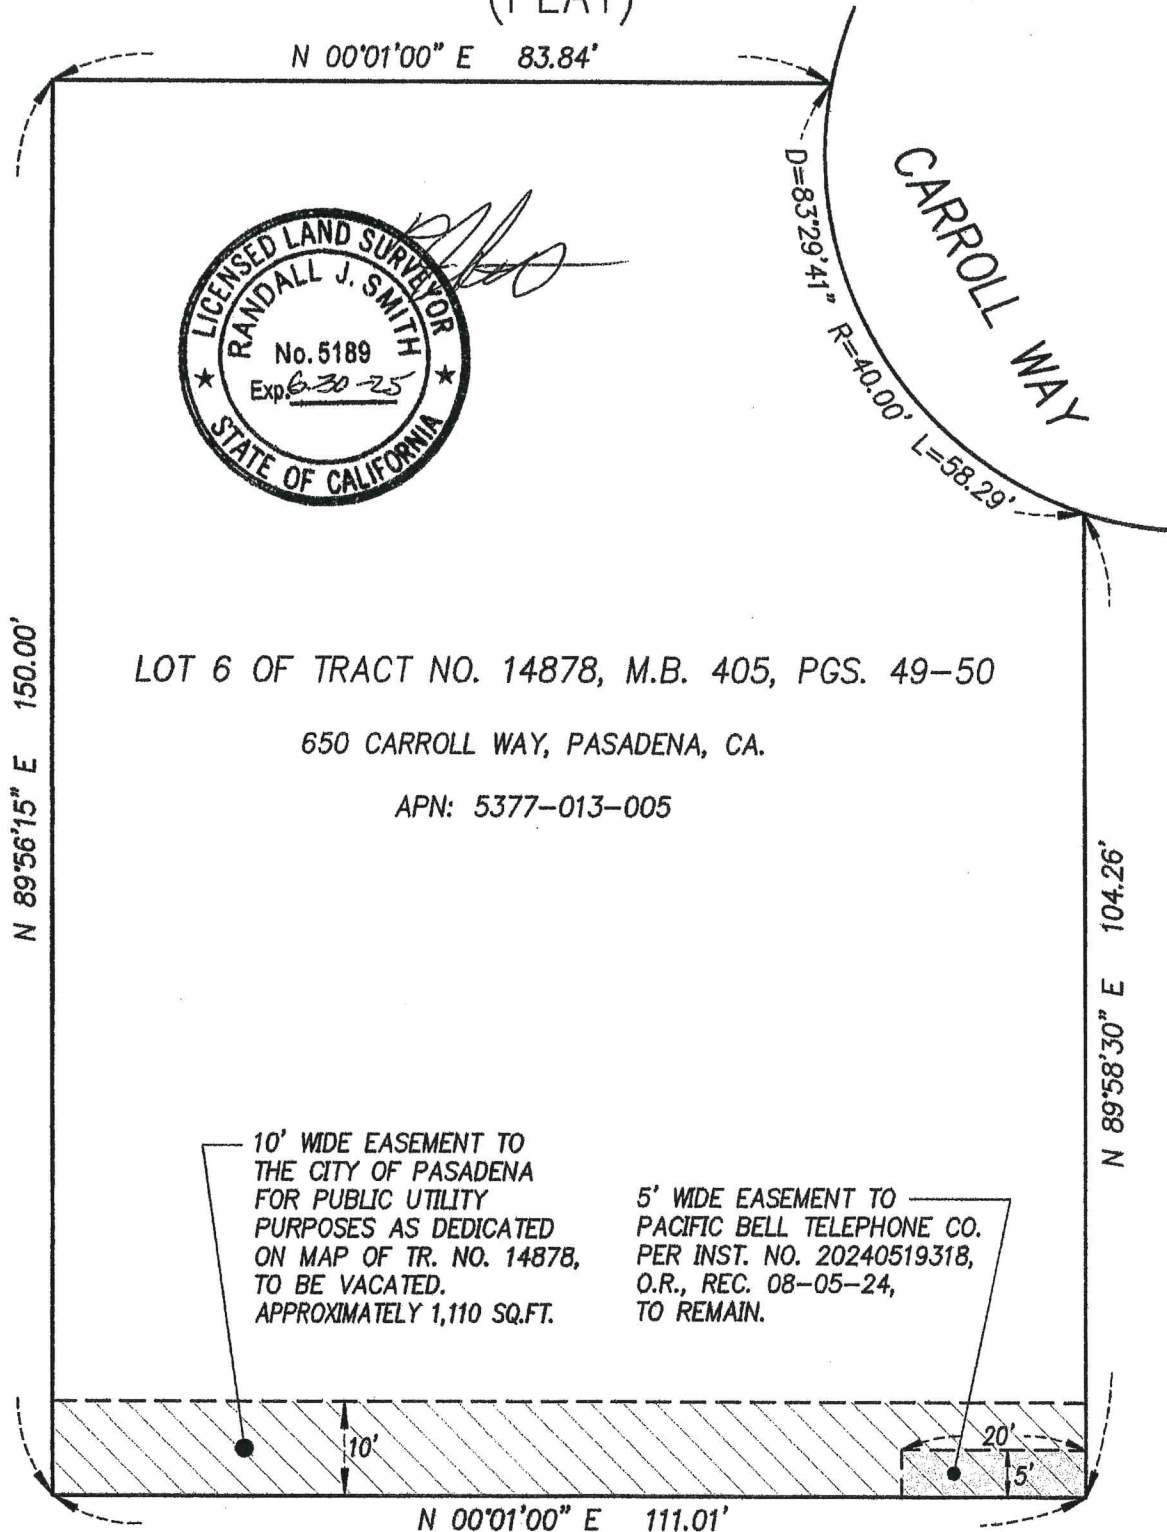 (PLAT)
N 00°01'00" E 83.84'
CARROLL WAY
D=83°29'41" R=40.00' L=58.29'
LICENSED LAND SURVEYOR
RANDALL J. SMITH
No. 5189
Exp. 6-30-25
STATE OF CALIFORNIA
N 89°56'15" E 150.00'
LOT 6 OF TRACT NO. 14878, M.B. 405, PGS. 49-50
650 CARROLL WAY, PASADENA, CA.
APN: 5377-013-005
N 89°58'30" E 104.26'
10' WIDE EASEMENT TO
THE CITY OF PASADENA
FOR PUBLIC UTILITY
PURPOSES AS DEDICATED
ON MAP OF TR. NO. 14878,
TO BE VACATED.
APPROXIMATELY 1,110 SQ.FT.
5' WIDE EASEMENT TO
PACIFIC BELL TELEPHONE CO.
PER INST. NO. 20240519318,
O.R., REC. 08-05-24,
TO REMAIN.
10'
20'
5'
N 00°01'00" E 111.01'